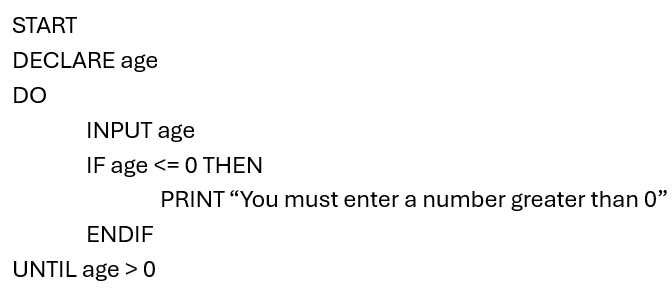 START
DECLARE age
DO
INPUT age
IF age <= 0 THEN
PRINT “You must enter a number greater than 0”
ENDIF
UNTIL age > 0